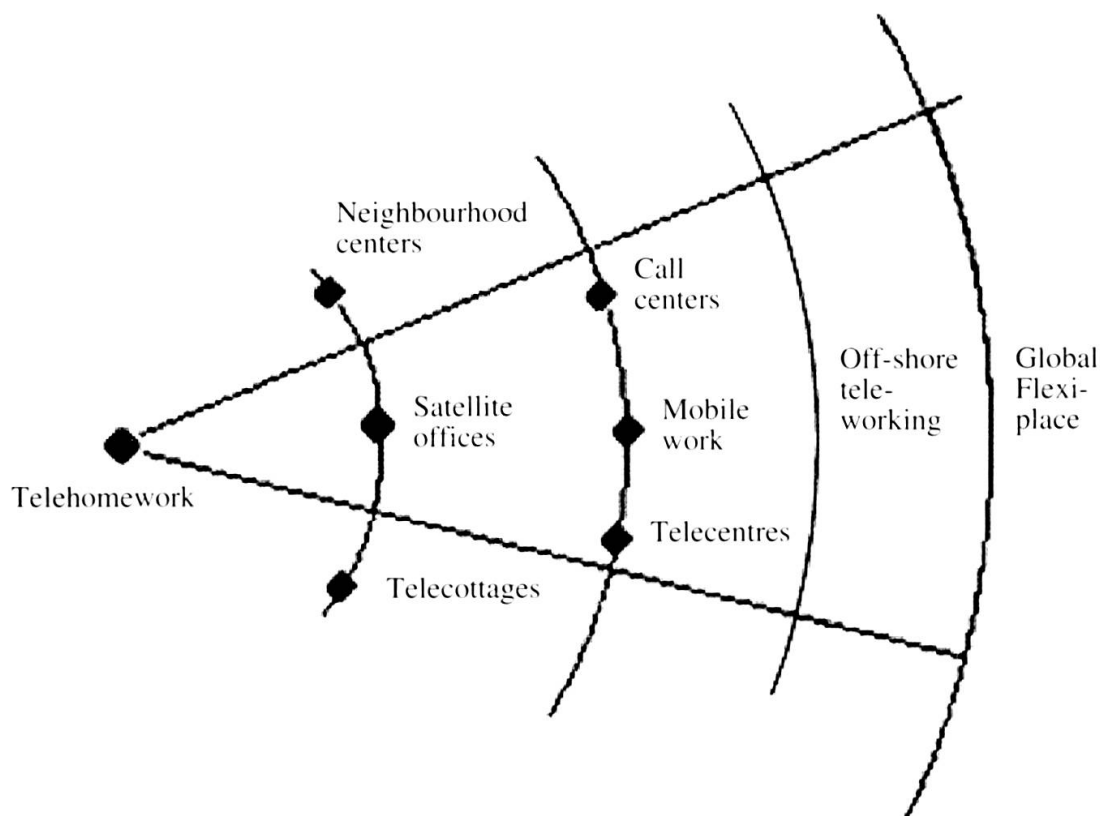 Neighbourhood
centers
Call
centers
Off-shore
tele-
working
Global
Flexi-
place
Satellite
offices
Mobile
work
Telehomework
Telecentres
Telecottages